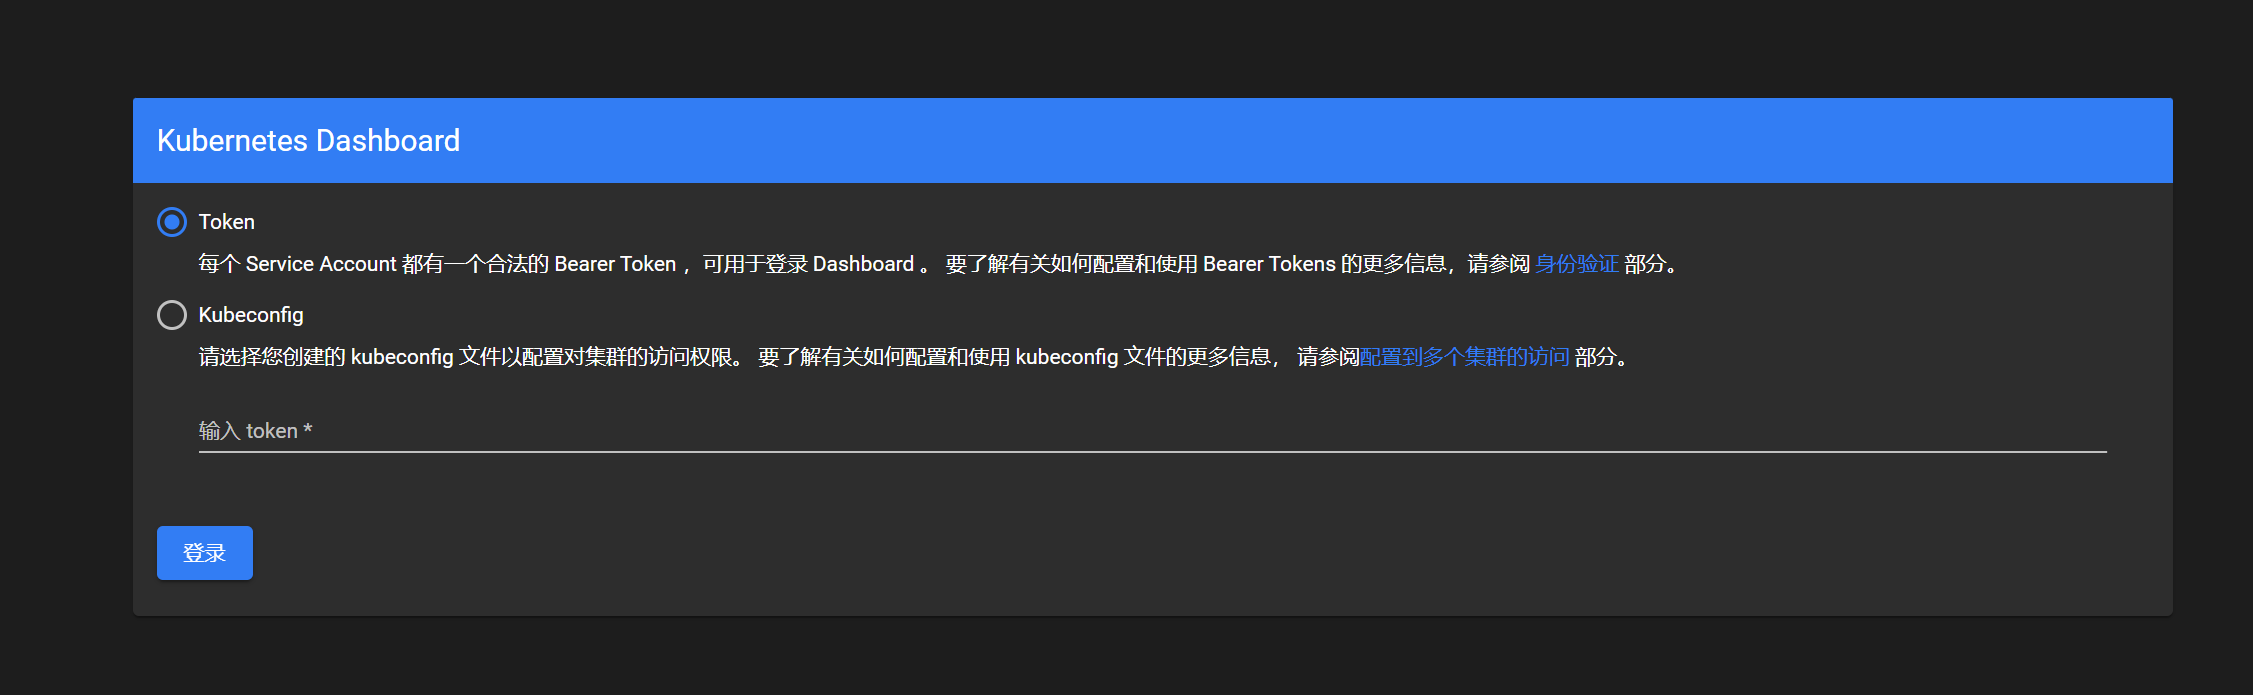 Kubernetes Dashboard
Token
每个 Service Account 都有一个合法的 Bearer Token ，可用于登录 Dashboard 。 要了解有关如何配置和使用 Bearer Tokens 的更多信息，请参阅 身份验证 部分。
Kubeconfig
请选择您创建的 kubeconfig 文件以配置对集群的访问权限。 要了解有关如何配置和使用 kubeconfig 文件的更多信息， 请参阅配置到多个集群的访问 部分。
输入 token *
登录